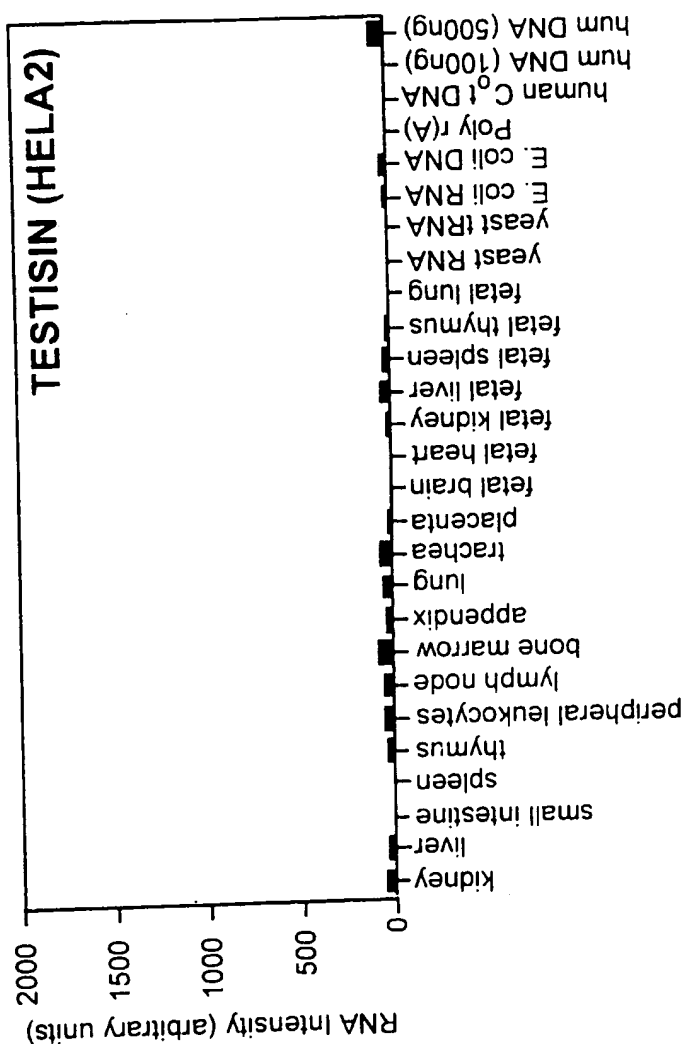 TESTISIN (HELA2)
RNA Intensity (arbitrary units)
2000
1500
1000
500
0
kidney
liver
small intestine
spleen
thymus
peripheral leukocytes
lymph node
bone marrow
appendix
lung
trachea
placenta
fetal brain
fetal heart
fetal kidney
fetal liver
fetal spleen
fetal thymus
fetal lung
yeast RNA
yeast tRNA
E. coli RNA
E. coli DNA
Poly r(A)
human C₀t DNA
hum DNA (100ng)
hum DNA (500ng)